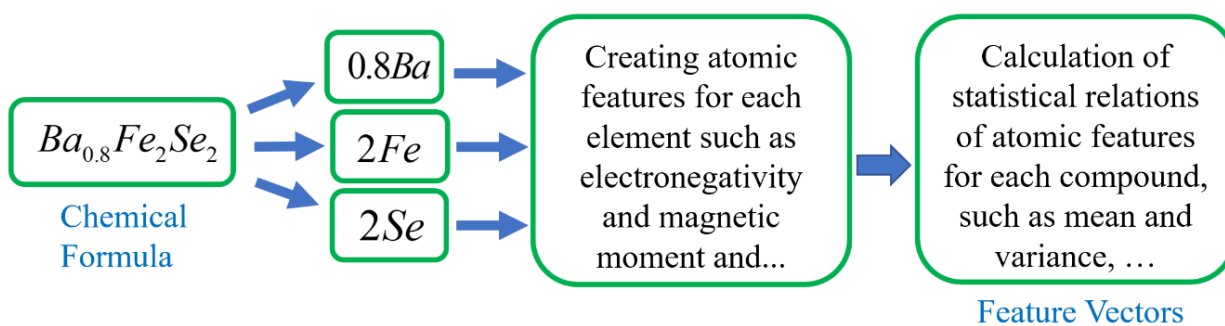 Ba0.8Fe2Se2
Chemical
Formula
0.8Ba
2Fe
2Se
Creating atomic
features for each
element such as
electronegativity
and magnetic
moment and...
Calculation of
statistical relations
of atomic features
for each compound,
such as mean and
variance, …
Feature Vectors